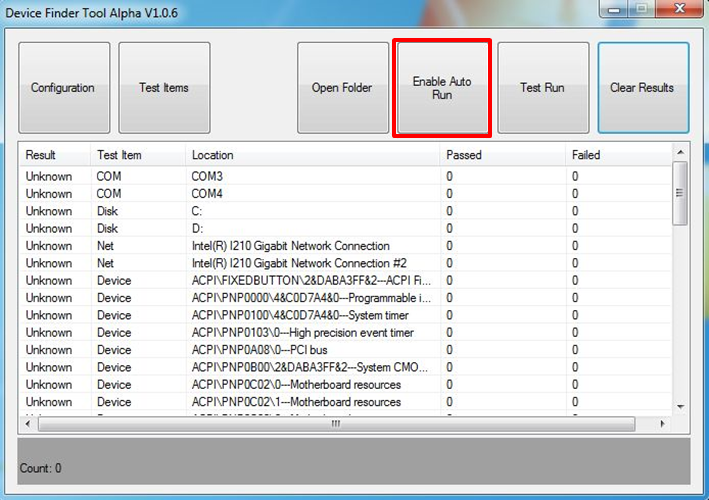 Device Finder Tool Alpha V1.0.6
Configuration
Test Items
Open Folder
Enable Auto
Run
Test Run
Clear Results
Result Test Item Location Passed Failed
Unknown COM COM3 0 0
Unknown COM COM4 0 0
Unknown Disk C: 0 0
Unknown Disk D: 0 0
Unknown Net Intel(R) I210 Gigabit Network Connection 0 0
Unknown Net Intel(R) I210 Gigabit Network Connection #2 0 0
Unknown Device ACPI\FIXEDBUTTON\2&DABA3FF&2---ACPI Fi... 0 0
Unknown Device ACPI\PNP0000\4&C0D7A4&0---Programmable i... 0 0
Unknown Device ACPI\PNP0100\4&C0D7A4&0---System timer 0 0
Unknown Device ACPI\PNP0103\0---High precision event timer 0 0
Unknown Device ACPI\PNP0A08\0---PCI bus 0 0
Unknown Device ACPI\PNP0B00\2&DABA3FF&2---System CMO... 0 0
Unknown Device ACPI\PNP0C02\0---Motherboard resources 0 0
Unknown Device ACPI\PNP0C02\1---Motherboard resources 0 0
Count: 0